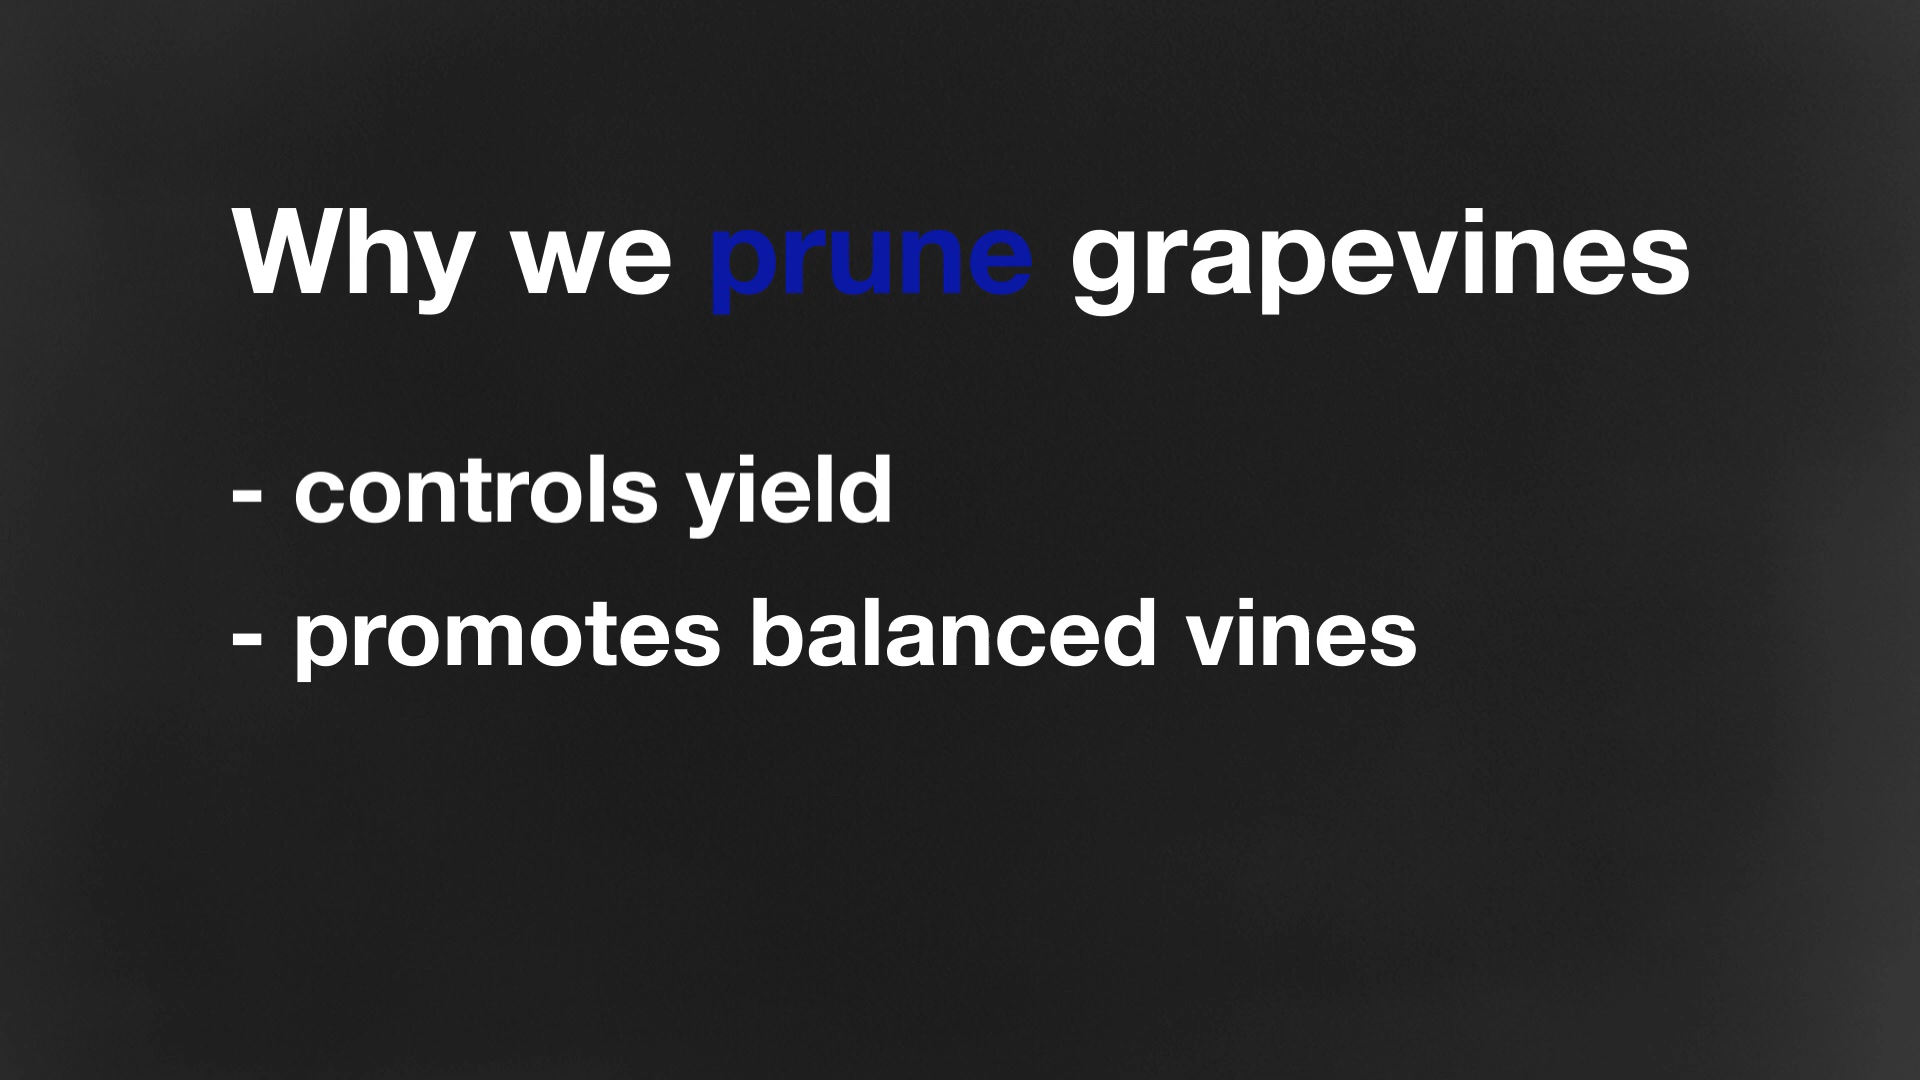 Why we prune grapevines
- controls yield
- promotes balanced vines